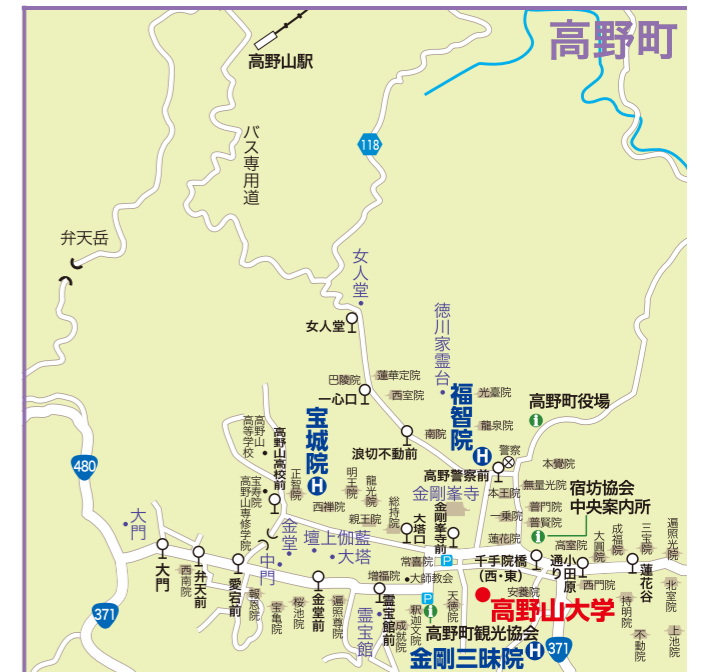 高野町
高野山駅
118
バス専用道
弁天岳
女人堂
女人堂
徳川家霊台
巴陵院
蓮華定院
一心口
西室院
福智院
光臺院
高野町役場
宝城院
H
高野山高等学校
高野山高校前
浪切不動前
南院
龍泉院
H
警察
本覺院
480
宝寿院
高野山専修学院
正智院
明王院
龍光院
高野警察前
無量光院
宿坊協会
中央案内所
金剛峯寺
本王院
西禅院
親王院
総持院
大塔口
金剛峯寺前
一乗院
普門院
普賢院
大門
金堂
壇上伽藍
大塔
中門
蓮花院
高室院
大圓院
成福院
三宝院
遍照光院
大門
西南院
弁天前
愛宕前
報恩院
宝亀院
桜池院
金堂前
遍照尊院
常喜院
P
増福院
大師教会
千手院橋
(西・東)
小田原通り
西門院
蓮花谷
北室院
持明院
不動院
上池院
霊宝館
霊宝館前
成就院
釈迦文院
P
天徳院
安養院
高野山大学
371
高野町観光協会
金剛三昧院
H
371